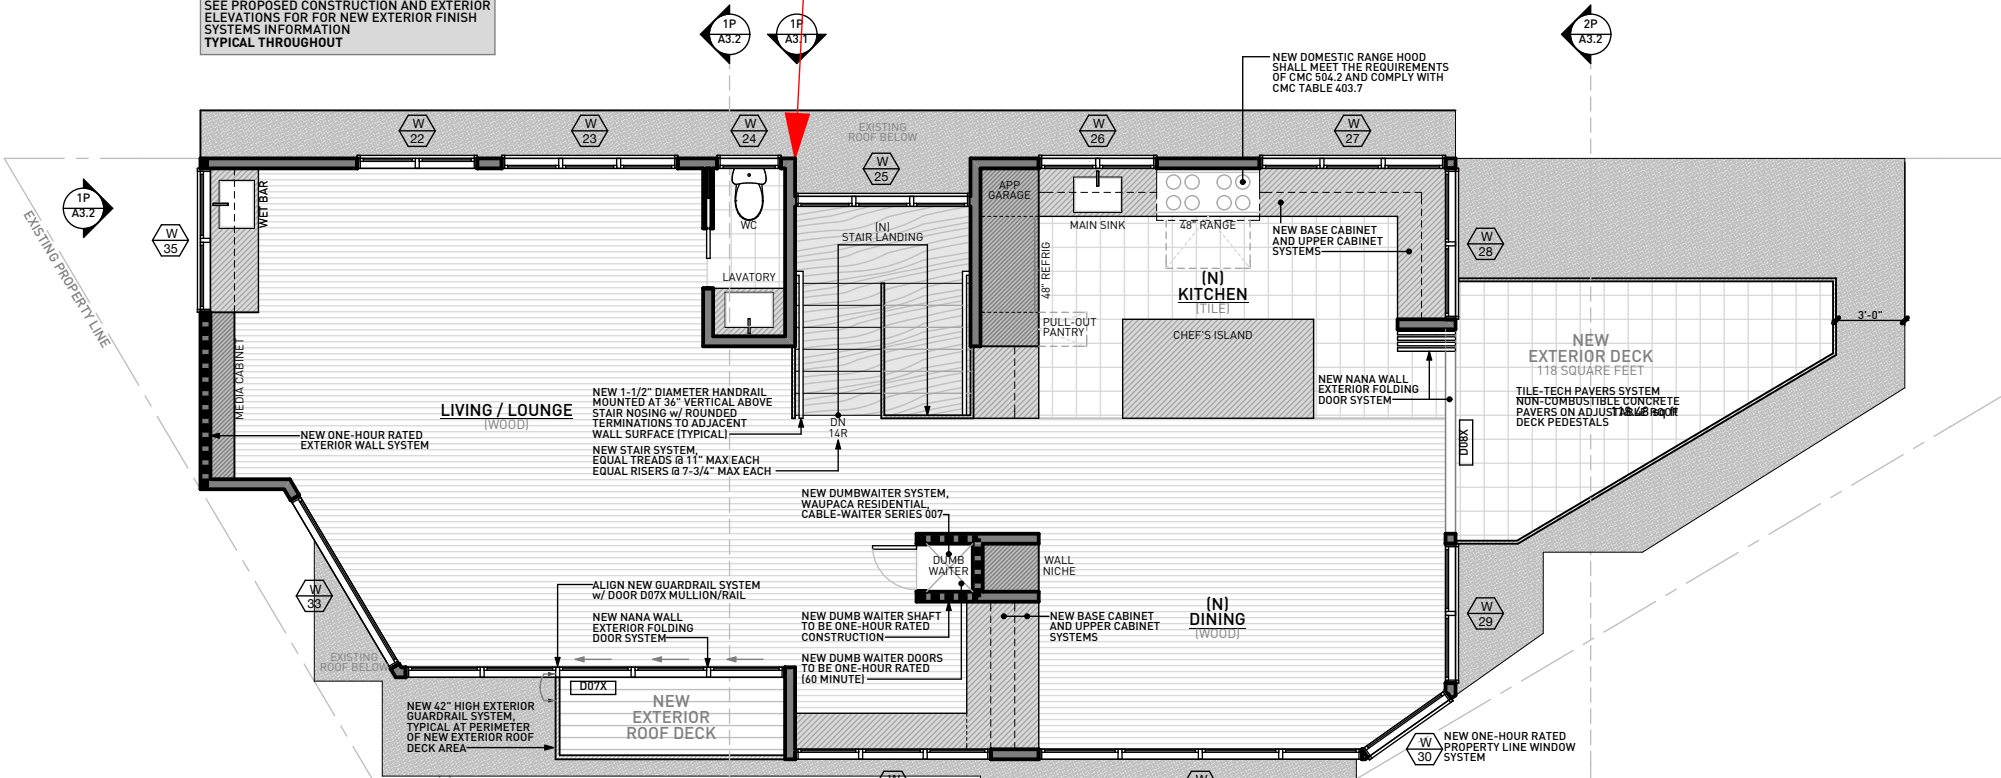 SEE PROPOSED CONSTRUCTION AND EXTERIOR
ELEVATIONS FOR FOR NEW EXTERIOR FINISH
SYSTEMS INFORMATION
TYPICAL THROUGHOUT
1P
A3.2
1P
A3.1
2P
A3.2
NEW DOMESTIC RANGE HOOD
SHALL MEET THE REQUIREMENTS
OF CMC 504.2 AND COMPLY WITH
CMC TABLE 403.7
W
22
W
23
W
24
EXISTING
ROOF BELOW
W
25
W
26
W
27
1P
A3.2
EXISTING PROPERTY LINE
W
35
WET BAR
WC
LAVATORY
(N)
STAIR LANDING
APP
GARAGE
MAIN SINK
48" RANGE
NEW BASE CABINET
AND UPPER CABINET
SYSTEMS
W
28
48" REFRIG
(N)
KITCHEN
(TILE)
PULL-OUT
PANTRY
CHEF'S ISLAND
3'-0"
NEW
EXTERIOR DECK
118 SQUARE FEET
TILE-TECH PAVERS SYSTEM
NON-COMBUSTIBLE CONCRETE
PAVERS ON ADJUSTABLE ROOF
DECK PEDESTALS
118.48 sq ft
MEDIA CABINET
LIVING / LOUNGE
(WOOD)
NEW 1-1/2" DIAMETER HANDRAIL
MOUNTED AT 36" VERTICAL ABOVE
STAIR NOSING w/ ROUNDED
TERMINATIONS TO ADJACENT
WALL SURFACE (TYPICAL)
NEW NANA WALL
EXTERIOR FOLDING
DOOR SYSTEM
DN
14R
D08X
NEW ONE-HOUR RATED
EXTERIOR WALL SYSTEM
NEW STAIR SYSTEM,
EQUAL TREADS @ 11" MAX EACH
EQUAL RISERS @ 7-3/4" MAX EACH
NEW DUMBWAITER SYSTEM,
WAUPACA RESIDENTIAL,
CABLE-WAITER SERIES 007
DUMB
WAITER
WALL
NICHE
W
33
ALIGN NEW GUARDRAIL SYSTEM
w/ DOOR D07X MULLION/RAIL
NEW NANA WALL
EXTERIOR FOLDING
DOOR SYSTEM
NEW DUMB WAITER SHAFT
TO BE ONE-HOUR RATED
CONSTRUCTION
NEW BASE CABINET
AND UPPER CABINET
SYSTEMS
(N)
DINING
(WOOD)
W
29
EXISTING
ROOF BELOW
NEW DUMB WAITER DOORS
TO BE ONE-HOUR RATED
(60 MINUTE)
D07X
NEW
EXTERIOR
ROOF DECK
NEW 42" HIGH EXTERIOR
GUARDRAIL SYSTEM,
TYPICAL AT PERIMETER
OF NEW EXTERIOR ROOF
DECK AREA
W
30
NEW ONE-HOUR RATED
PROPERTY LINE WINDOW
SYSTEM
W
W